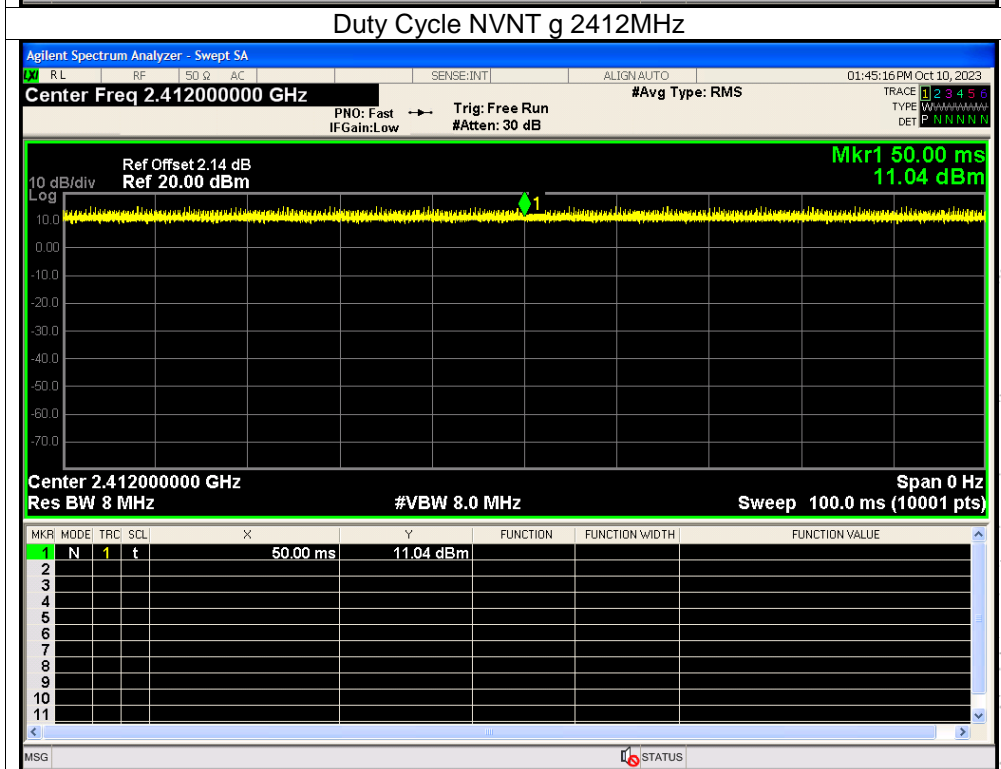 Duty Cycle NVNT g 2412MHz
Agilent Spectrum Analyzer - Swept SA
LXI RL RF 50 Ω AC SENSE:INT ALIGN AUTO 01:45:16 PM Oct 10, 2023
Center Freq 2.412000000 GHz
PNO: Fast
IFGain:Low
Trig: Free Run
#Atten: 30 dB
#Avg Type: RMS
TRACE 1 2 3 4 5 6
TYPE WWWWWW
DET P N N N N N
Mkr1 50.00 ms
11.04 dBm
Ref Offset 2.14 dB
10 dB/div Ref 20.00 dBm
Log
1
10.0
0.00
-10.0
-20.0
-30.0
-40.0
-50.0
-60.0
-70.0
Center 2.412000000 GHz Span 0 Hz
Res BW 8 MHz #VBW 8.0 MHz Sweep 100.0 ms (10001 pts)
MKR MODE TRC SCL X Y FUNCTION FUNCTION WIDTH FUNCTION VALUE
1 N 1 t 50.00 ms 11.04 dBm
2
3
4
5
6
7
8
9
10
11
MSG STATUS